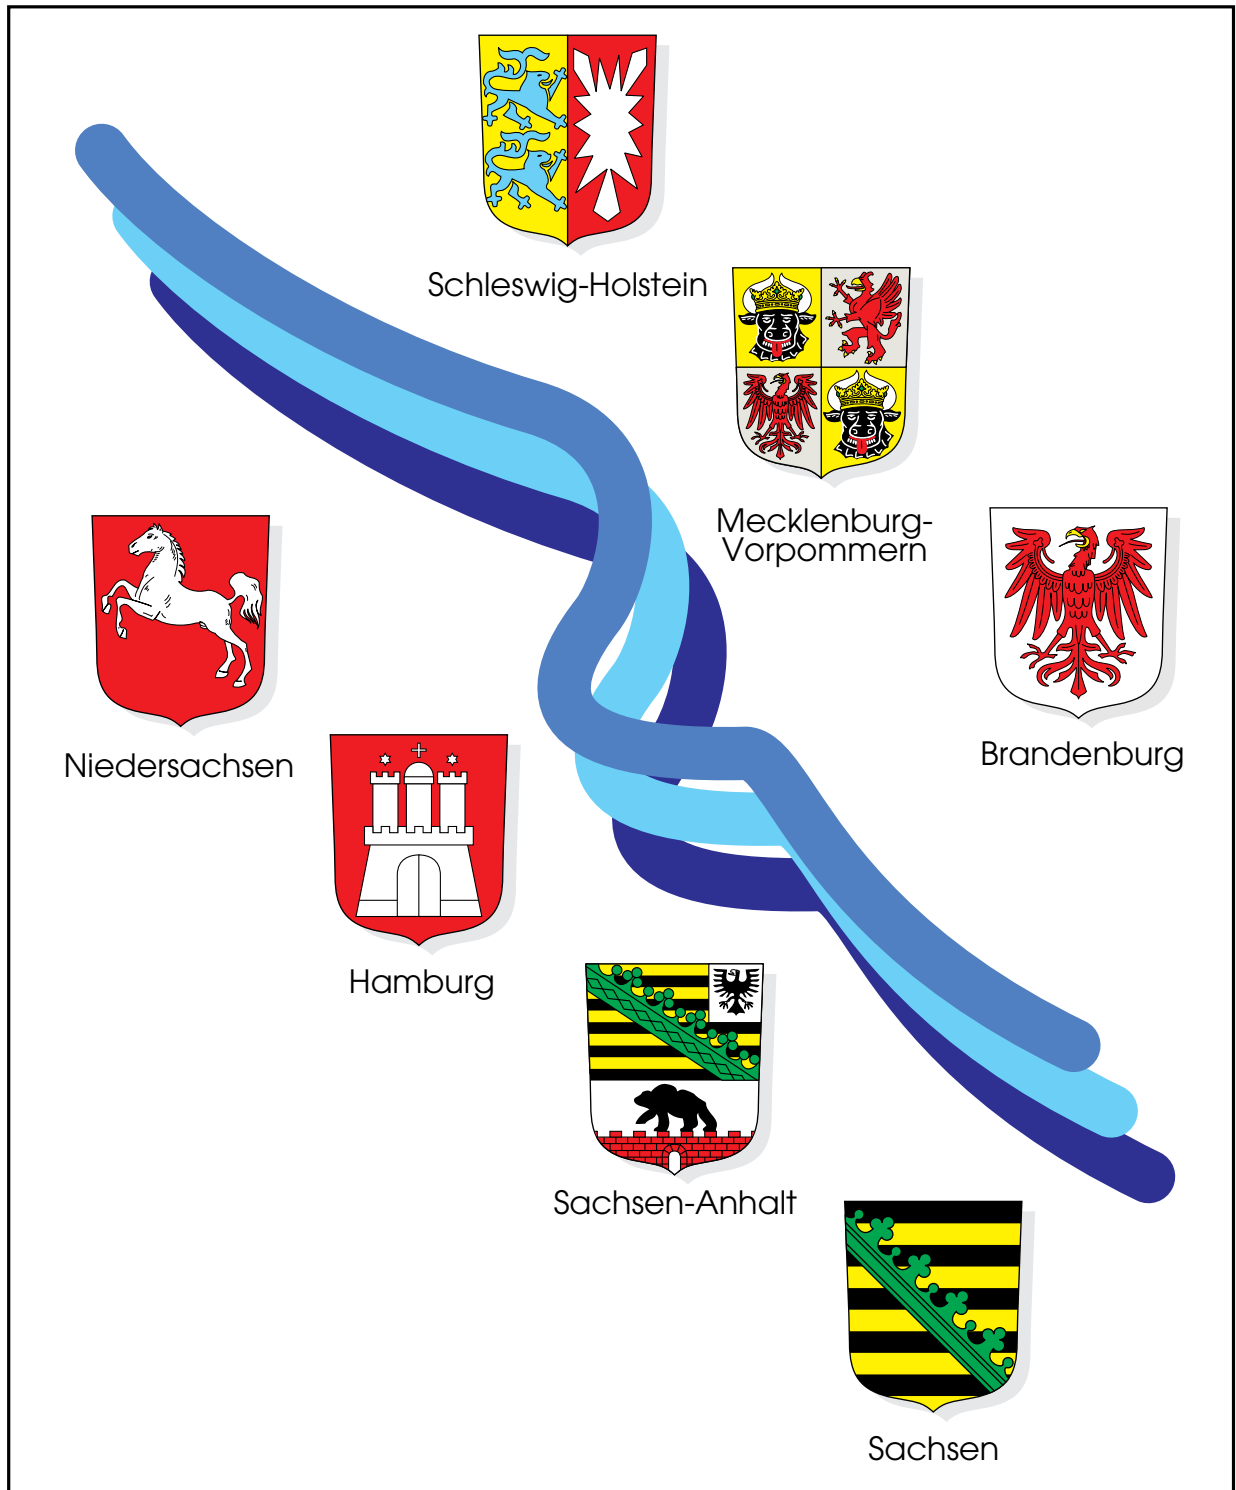 Schleswig-Holstein
Mecklenburg-
Vorpommern
Niedersachsen
Brandenburg
Hamburg
Sachsen-Anhalt
Sachsen